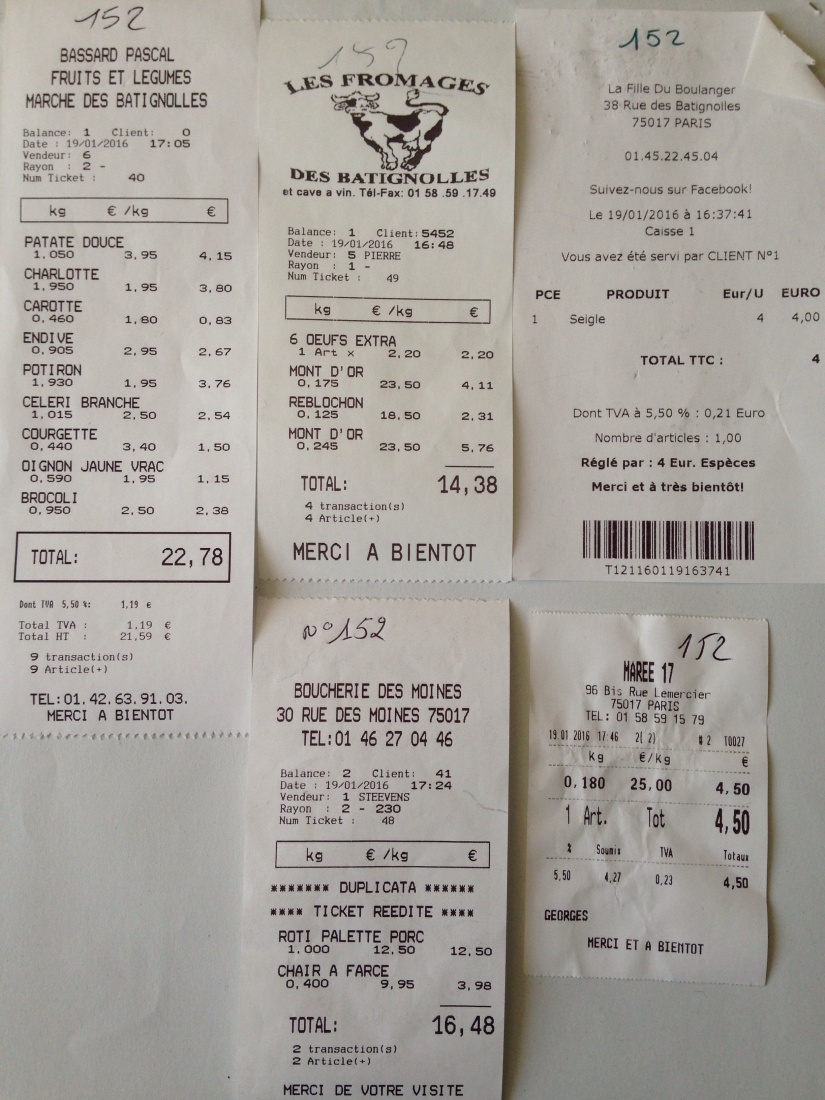 152
BASSARD PASCAL
FRUITS ET LEGUMES
MARCHE DES BATIGNOLLES
Balance: 1 Client: 0
Date : 19/01/2016 17:05
Vendeur: 6
Rayon : 2 -
Num Ticket : 40
kg € /kg €
PATATE DOUCE
1,050 3,95 4,15
CHARLOTTE
1,950 1,95 3,80
CAROTTE
0,460 1,80 0,83
ENDIVE
0,905 2,95 2,67
POTIRON
1,930 1,95 3,76
CELERI BRANCHE
1,015 2,50 2,54
COURGETTE
0,440 3,40 1,50
OIGNON JAUNE VRAC
0,590 1,95 1,15
BROCOLI
0,950 2,50 2,38
TOTAL: 22,78
Dont TVA 5,50 %: 1,19 €
Total TVA : 1,19 €
Total HT : 21,59 €
9 transaction(s)
9 Article(+)
TEL:01.42.63.91.03.
MERCI A BIENTOT
152
LES FROMAGES
DES BATIGNOLLES
et cave a vin. Tél-Fax: 01 58 .59 .17.49
Balance: 1 Client:5452
Date : 19/01/2016 16:48
Vendeur: 5 PIERRE
Rayon : 1 -
Num Ticket : 49
kg € /kg €
6 OEUFS EXTRA
1 Art x 2,20 2,20
MONT D'OR
0,175 23,50 4,11
REBLOCHON
0,125 18,50 2,31
MONT D'OR
0,245 23,50 5,76
TOTAL: 14,38
4 transaction(s)
4 Article(+)
MERCI A BIENTOT
152
La Fille Du Boulanger
38 Rue des Batignolles
75017 PARIS
01.45.22.45.04
Suivez-nous sur Facebook!
Le 19/01/2016 à 16:37:41
Caisse 1
Vous avez été servi par CLIENT N°1
PCE PRODUIT Eur/U EURO
1 Seigle 4 4,00
TOTAL TTC : 4
Dont TVA à 5,50 % : 0,21 Euro
Nombre d'articles : 1,00
Réglé par : 4 Eur. Espèces
Merci et à très bientôt!
T121160119163741
n° 152
BOUCHERIE DES MOINES
30 RUE DES MOINES 75017
TEL:01 46 27 04 46
Balance: 2 Client: 41
Date : 19/01/2016 17:24
Vendeur: 1 STEEVENS
Rayon : 2 - 230
Num Ticket : 48
kg € /kg €
******* DUPLICATA ******
**** TICKET REEDITE ****
ROTI PALETTE PORC
1,000 12,50 12,50
CHAIR A FARCE
0,400 9,95 3,98
TOTAL: 16,48
2 transaction(s)
2 Article(+)
MERCI DE VOTRE VISITE
152
MAREE 17
96 Bis Rue Lemercier
75017 PARIS
TEL: 01 58 59 15 79
19.01 2016 17:46 2( 2) # 2 T0027
kg €/kg €
0,180 25,00 4,50
1 Art. Tot 4,50
% Soumis TVA Totaux
5,50 4,27 0,23 4,50
GEORGES
MERCI ET A BIENTOT